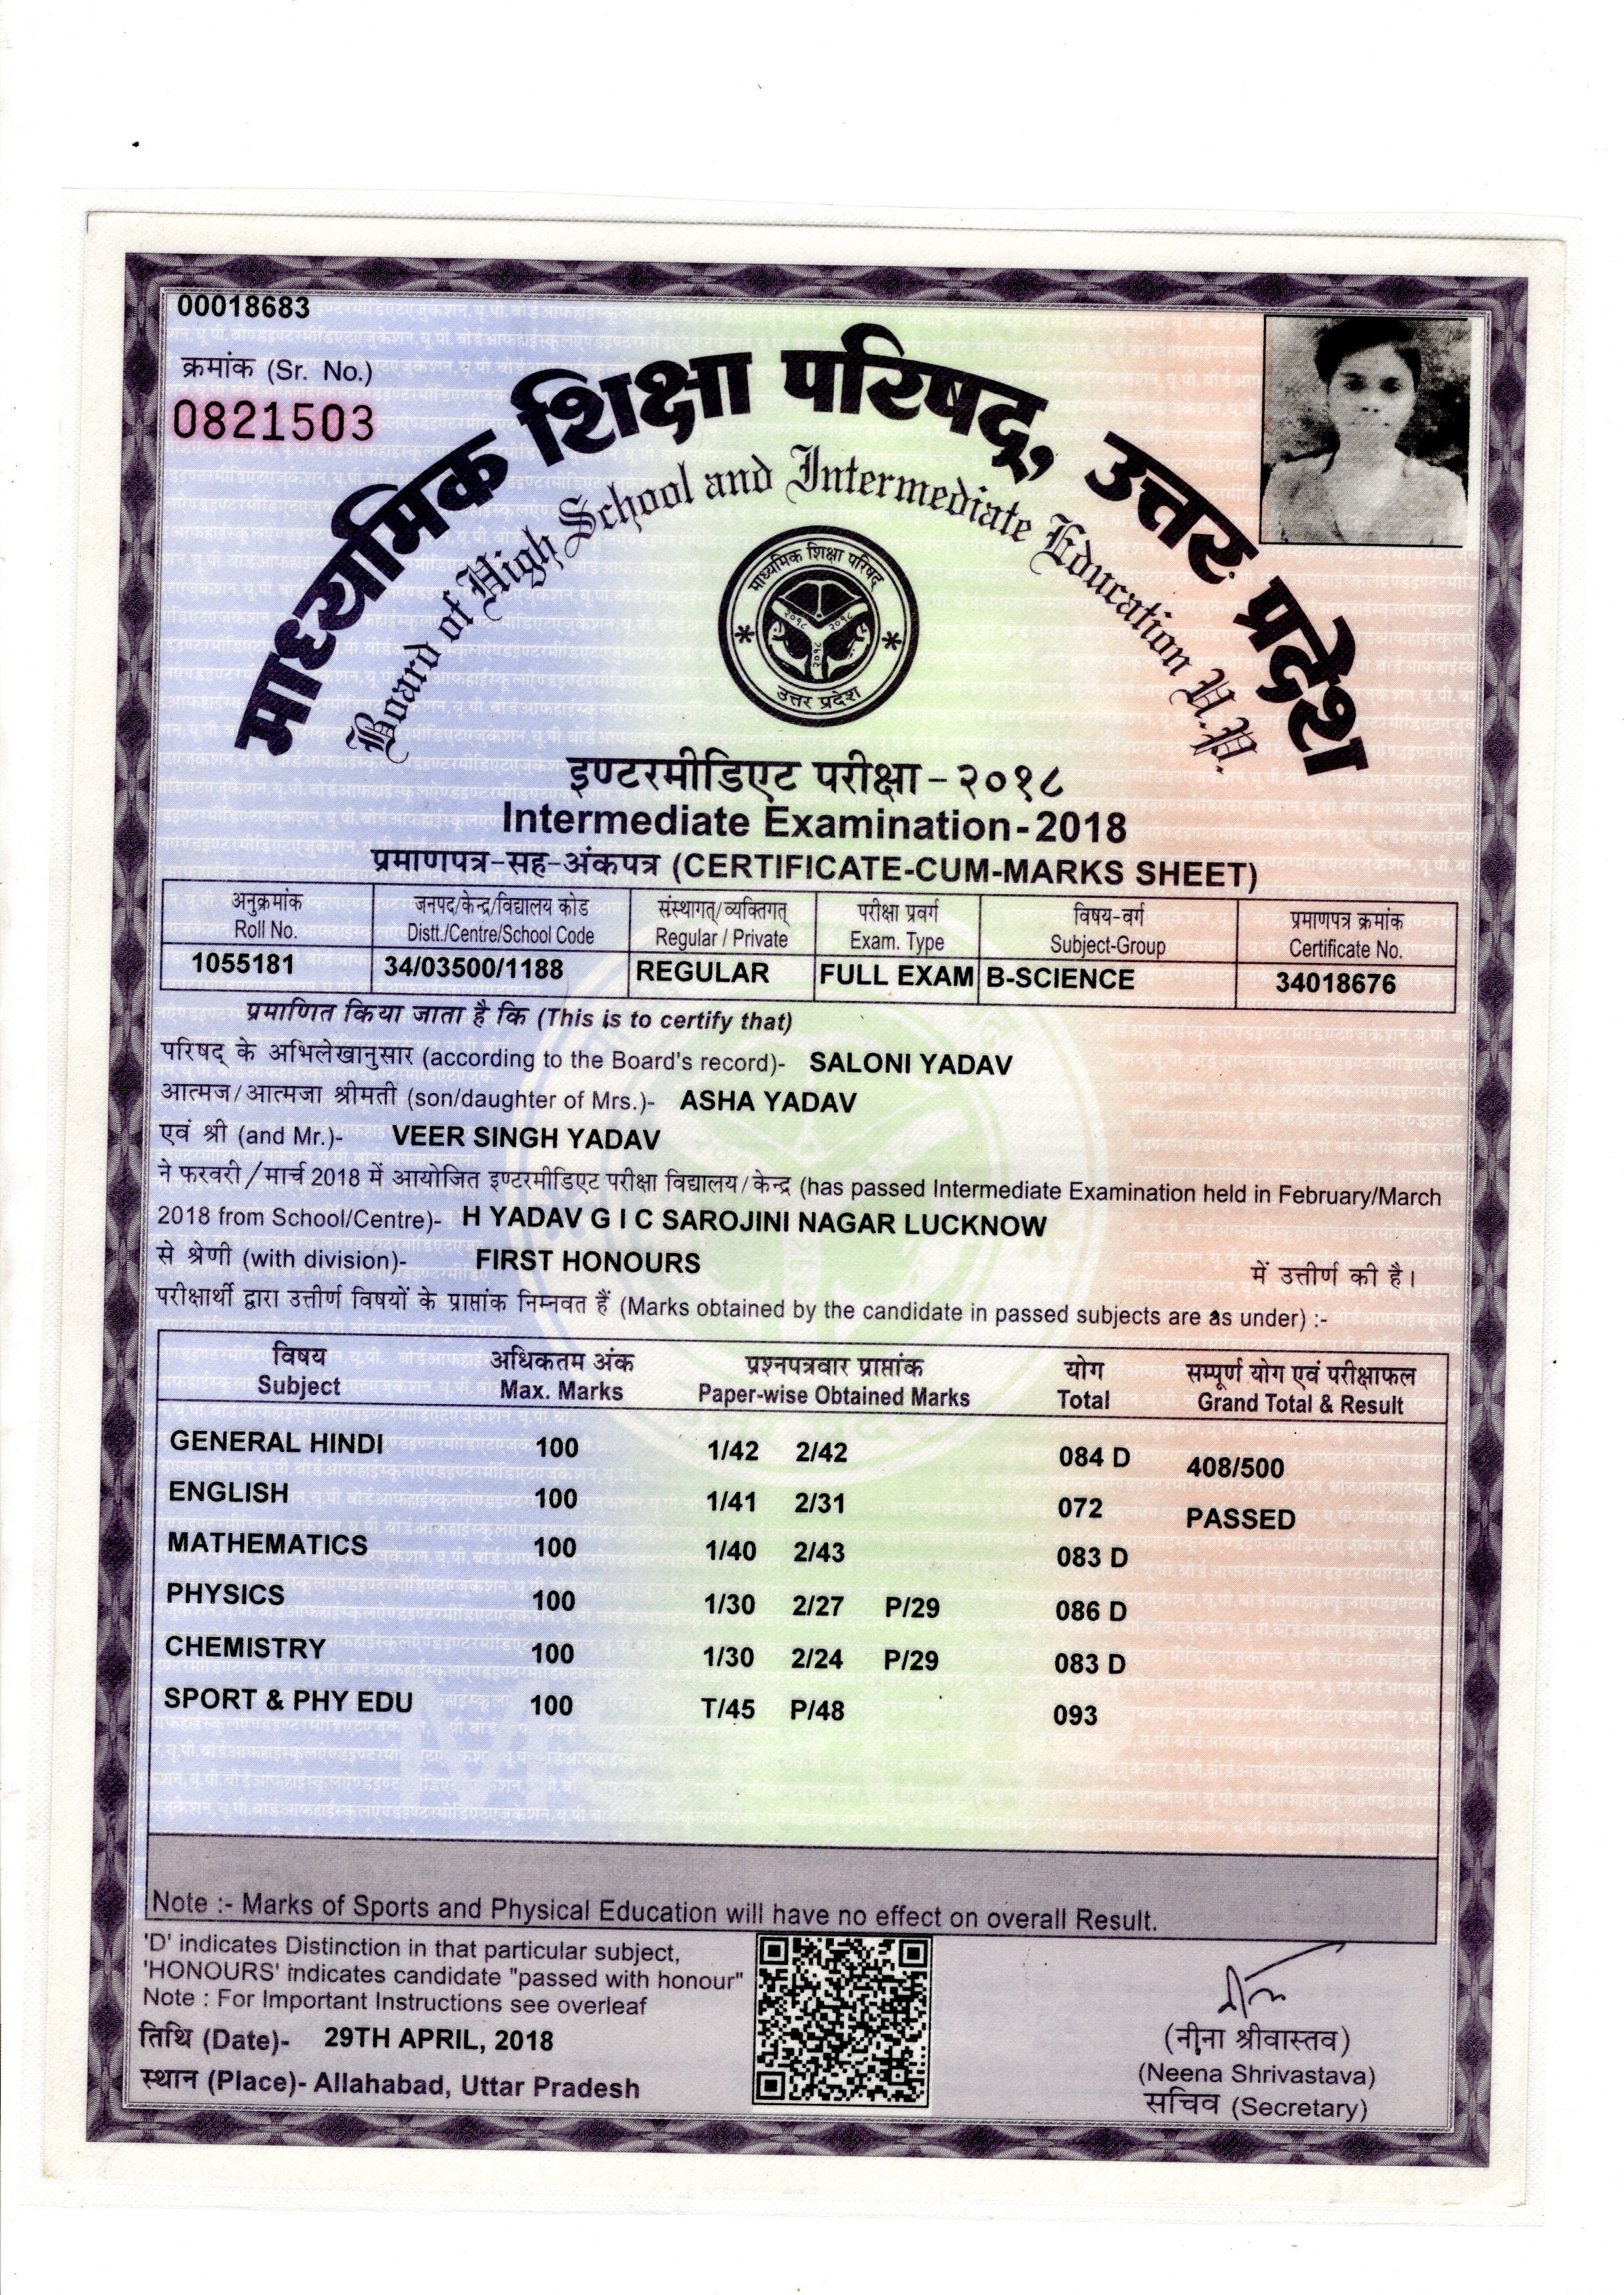 00018683
क्रमांक (Sr. No.)
0821503
माध्यमिक शिक्षा परिषद्, उत्तर प्रदेश
Board of High School and Intermediate Education U.P.
माध्यमिक शिक्षा परिषद्
२०१८ २०१८
२०१८
उत्तर प्रदेश
इण्टरमीडिएट परीक्षा - २०१८
Intermediate Examination - 2018
प्रमाणपत्र-सह-अंकपत्र (CERTIFICATE-CUM-MARKS SHEET)
अनुक्रमांक जनपद/केन्द्र/विद्यालय कोड संस्थागत्/व्यक्तिगत् परीक्षा प्रवर्ग विषय-वर्ग प्रमाणपत्र क्रमांक
Roll No. Distt./Centre/School Code Regular / Private Exam. Type Subject-Group Certificate No.
1055181 34/03500/1188 REGULAR FULL EXAM B-SCIENCE 34018676
प्रमाणित किया जाता है कि (This is to certify that)
परिषद् के अभिलेखानुसार (according to the Board's record)- SALONI YADAV
आत्मज/आत्मजा श्रीमती (son/daughter of Mrs.)- ASHA YADAV
एवं श्री (and Mr.)- VEER SINGH YADAV
ने फरवरी/मार्च 2018 में आयोजित इण्टरमीडिएट परीक्षा विद्यालय/केन्द्र (has passed Intermediate Examination held in February/March
2018 from School/Centre)- H YADAV G I C SAROJINI NAGAR LUCKNOW
से श्रेणी (with division)- FIRST HONOURS में उत्तीर्ण की है।
परीक्षार्थी द्वारा उत्तीर्ण विषयों के प्राप्तांक निम्नवत हैं (Marks obtained by the candidate in passed subjects are as under) :-
विषय अधिकतम अंक प्रश्नपत्रवार प्राप्तांक योग सम्पूर्ण योग एवं परीक्षाफल
Subject Max. Marks Paper-wise Obtained Marks Total Grand Total & Result
GENERAL HINDI 100 1/42 2/42 084 D 408/500
ENGLISH 100 1/41 2/31 072 PASSED
MATHEMATICS 100 1/40 2/43 083 D
PHYSICS 100 1/30 2/27 P/29 086 D
CHEMISTRY 100 1/30 2/24 P/29 083 D
SPORT & PHY EDU 100 T/45 P/48 093
Note :- Marks of Sports and Physical Education will have no effect on overall Result.
'D' indicates Distinction in that particular subject,
'HONOURS' indicates candidate "passed with honour"
Note : For Important Instructions see overleaf
तिथि (Date)- 29TH APRIL, 2018
स्थान (Place)- Allahabad, Uttar Pradesh
(नीना श्रीवास्तव)
(Neena Shrivastava)
सचिव (Secretary)